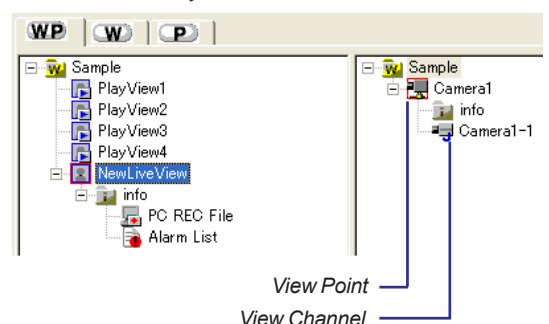 WP W P
Sample
PlayView1
PlayView2
PlayView3
PlayView4
NewLiveView
info
PC REC File
Alarm List
Sample
Camera1
info
Camera1-1
View Point
View Channel